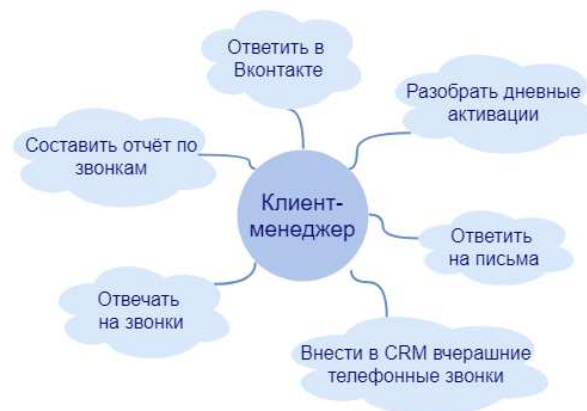 Ответить в
Вконтакте
Разобрать дневные
активации
Составить отчёт по
звонкам
Клиент-
менеджер
Ответить
на письма
Отвечать
на звонки
Внести в CRM вчерашние
телефонные звонки